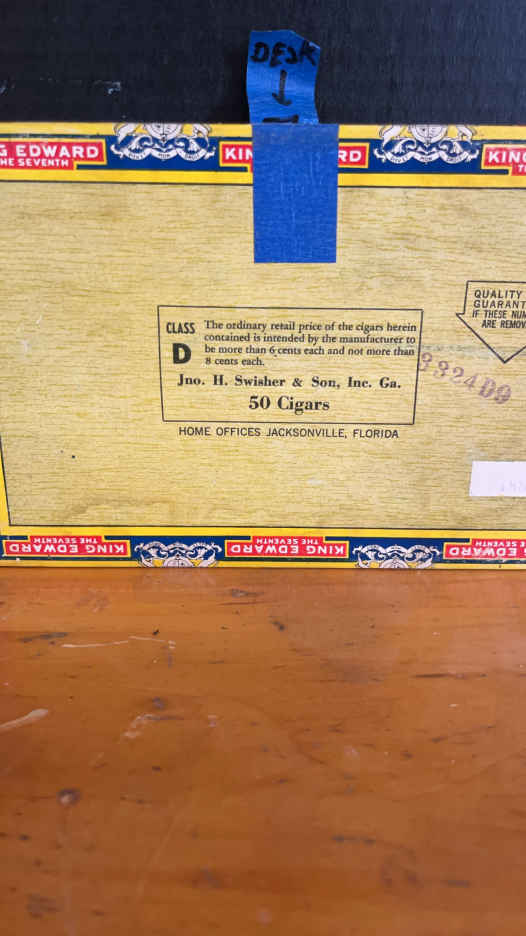 DESK
G EDWARD
HE SEVENTH
KIN
RD
KING
QUALITY
GUARANT
IF THESE NUM
ARE REMOV
CLASS
D
The ordinary retail price of the cigars herein
contained is intended by the manufacturer to
be more than 6 cents each and not more than
8 cents each.
Jno. H. Swisher & Son, Inc. Ga.
50 Cigars
3324D9
HOME OFFICES JACKSONVILLE, FLORIDA
KING EDWARD
THE SEVENTH
KING EDWARD
THE SEVENTH
KING EDWARD
THE SEVENTH